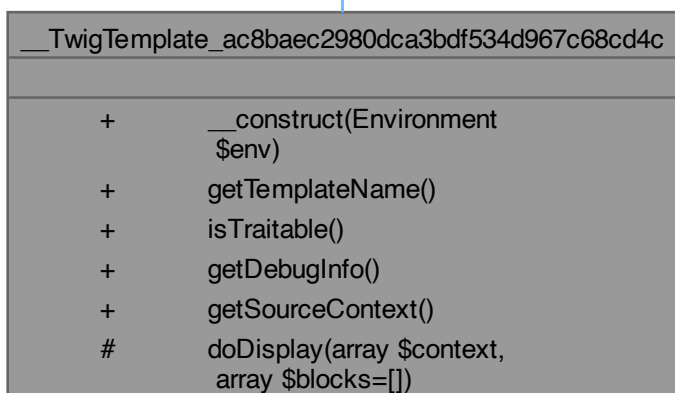 __TwigTemplate_ac8baec2980dca3bdf534d967c68cd4c
+ __construct(Environment
$env)
+ getTemplateName()
+ isTraitable()
+ getDebugInfo()
+ getSourceContext()
# doDisplay(array $context,
array $blocks=[])